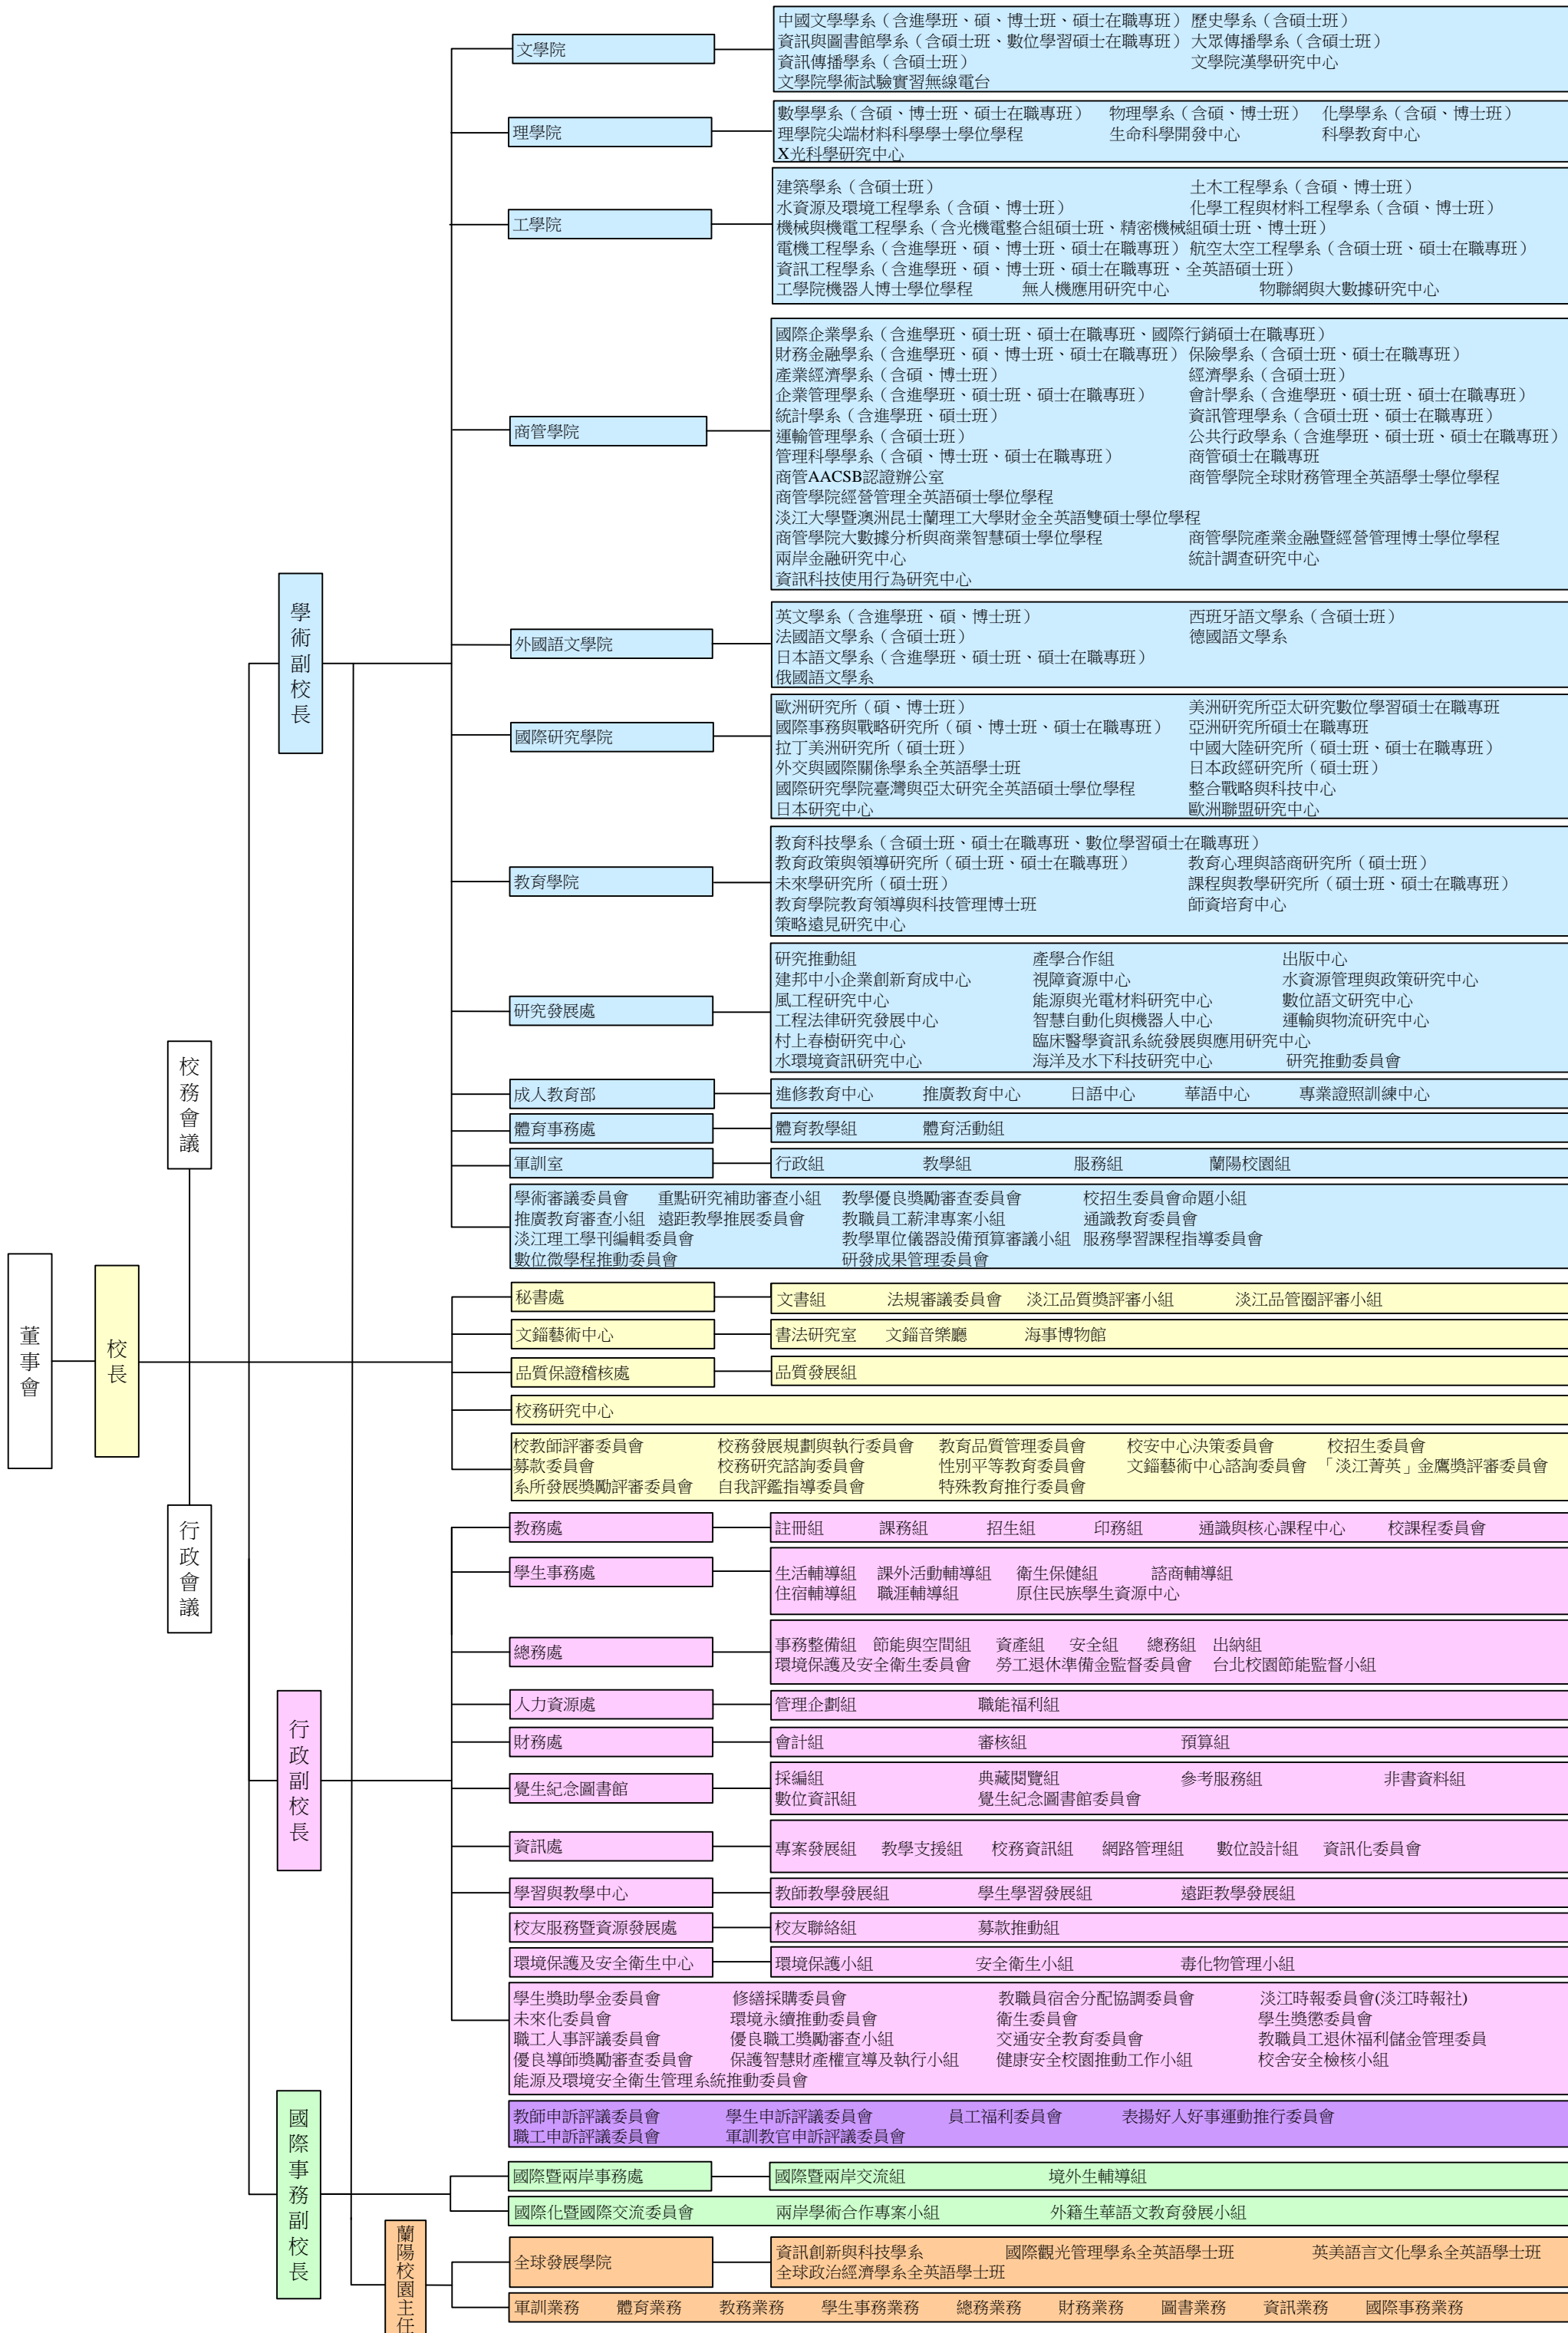 董事會
校長
校務會議
行政會議
學術副校長
文學院
中國文學學系（含進學班、碩、博士班、碩士在職專班） 歷史學系（含碩士班）
資訊與圖書館學系（含碩士班、數位學習碩士在職專班） 大眾傳播學系（含碩士班）
資訊傳播學系（含碩士班） 文學院漢學研究中心
文學院學術試驗實習無線電台
理學院
數學學系（含碩、博士班、碩士在職專班） 物理學系（含碩、博士班） 化學學系（含碩、博士班）
理學院尖端材料科學學士學位學程 生命科學開發中心 科學教育中心
X光科學研究中心
工學院
建築學系（含碩士班） 土木工程學系（含碩、博士班）
水資源及環境工程學系（含碩、博士班） 化學工程與材料工程學系（含碩、博士班）
機械與機電工程學系（含光機電整合組碩士班、精密機械組碩士班、博士班）
電機工程學系（含進學班、碩、博士班、碩士在職專班） 航空太空工程學系（含碩士班、碩士在職專班）
資訊工程學系（含進學班、碩、博士班、碩士在職專班、全英語碩士班）
工學院機器人博士學位學程 無人機應用研究中心 物聯網與大數據研究中心
商管學院
國際企業學系（含進學班、碩士班、碩士在職專班、國際行銷碩士在職專班）
財務金融學系（含進學班、碩、博士班、碩士在職專班） 保險學系（含碩士班、碩士在職專班）
產業經濟學系（含碩、博士班） 經濟學系（含碩士班）
企業管理學系（含進學班、碩士班、碩士在職專班） 會計學系（含進學班、碩士班、碩士在職專班）
統計學系（含進學班、碩士班） 資訊管理學系（含碩士班、碩士在職專班）
運輸管理學系（含碩士班） 公共行政學系（含進學班、碩士班、碩士在職專班）
管理科學學系（含碩、博士班、碩士在職專班） 商管碩士在職專班
商管AACSB認證辦公室 商管學院全球財務管理全英語學士學位學程
商管學院經營管理全英語碩士學位學程
淡江大學暨澳洲昆士蘭理工大學財金全英語雙碩士學位學程
商管學院大數據分析與商業智慧碩士學位學程 商管學院產業金融暨經營管理博士學位學程
兩岸金融研究中心 統計調查研究中心
資訊科技使用行為研究中心
外國語文學院
英文學系（含進學班、碩、博士班） 西班牙語文學系（含碩士班）
法國語文學系（含碩士班） 德國語文學系
日本語文學系（含進學班、碩士班、碩士在職專班）
俄國語文學系
國際研究學院
歐洲研究所（碩、博士班） 美洲研究所亞太研究數位學習碩士在職專班
國際事務與戰略研究所（碩、博士班、碩士在職專班） 亞洲研究所碩士在職專班
拉丁美洲研究所（碩士班） 中國大陸研究所（碩士班、碩士在職專班）
外交與國際關係學系全英語學士班 日本政經研究所（碩士班）
國際研究學院臺灣與亞太研究全英語碩士學位學程 整合戰略與科技中心
日本研究中心 歐洲聯盟研究中心
教育學院
教育科技學系（含碩士班、碩士在職專班、數位學習碩士在職專班）
教育政策與領導研究所（碩士班、碩士在職專班） 教育心理與諮商研究所（碩士班）
未來學研究所（碩士班） 課程與教學研究所（碩士班、碩士在職專班）
教育學院教育領導與科技管理博士班 師資培育中心
策略遠見研究中心
研究發展處
研究推動組 產學合作組 出版中心
建邦中小企業創新育成中心 視障資源中心 水資源管理與政策研究中心
風工程研究中心 能源與光電材料研究中心 數位語文研究中心
工程法律研究發展中心 智慧自動化與機器人中心 運輸與物流研究中心
村上春樹研究中心 臨床醫學資訊系統發展與應用研究中心
水環境資訊研究中心 海洋及水下科技研究中心 研究推動委員會
成人教育部
進修教育中心 推廣教育中心 日語中心 華語中心 專業證照訓練中心
體育事務處
體育教學組 體育活動組
軍訓室
行政組 教學組 服務組 蘭陽校園組
學術審議委員會 重點研究補助審查小組 教學優良獎勵審查委員會 校招生委員會命題小組
推廣教育審查小組 遠距教學推展委員會 教職員工薪津專案小組 通識教育委員會
淡江理工學刊編輯委員會 教學單位儀器設備預算審議小組 服務學習課程指導委員會
數位微學程推動委員會 研發成果管理委員會
秘書處
文書組 法規審議委員會 淡江品質獎評審小組 淡江品管圈評審小組
文錙藝術中心
書法研究室 文錙音樂廳 海事博物館
品質保證稽核處
品質發展組
校務研究中心
校教師評審委員會 校務發展規劃與執行委員會 教育品質管理委員會 校安中心決策委員會 校招生委員會
募款委員會 校務研究諮詢委員會 性別平等教育委員會 文錙藝術中心諮詢委員會 「淡江菁英」金鷹獎評審委員會
系所發展獎勵評審委員會 自我評鑑指導委員會 特殊教育推行委員會
行政副校長
教務處
註冊組 課務組 招生組 印務組 通識與核心課程中心 校課程委員會
學生事務處
生活輔導組 課外活動輔導組 衛生保健組 諮商輔導組
住宿輔導組 職涯輔導組 原住民族學生資源中心
總務處
事務整備組 節能與空間組 資產組 安全組 總務組 出納組
環境保護及安全衛生委員會 勞工退休準備金監督委員會 台北校園節能監督小組
人力資源處
管理企劃組 職能福利組
財務處
會計組 審核組 預算組
覺生紀念圖書館
採編組 典藏閱覽組 參考服務組 非書資料組
數位資訊組 覺生紀念圖書館委員會
資訊處
專案發展組 教學支援組 校務資訊組 網路管理組 數位設計組 資訊化委員會
學習與教學中心
教師教學發展組 學生學習發展組 遠距教學發展組
校友服務暨資源發展處
校友聯絡組 募款推動組
環境保護及安全衛生中心
環境保護小組 安全衛生小組 毒化物管理小組
學生獎助學金委員會 修繕採購委員會 教職員宿舍分配協調委員會 淡江時報委員會(淡江時報社)
未來化委員會 環境永續推動委員會 衛生委員會 學生獎懲委員會
職工人事評議委員會 優良職工獎勵審查小組 交通安全教育委員會 教職員工退休福利儲金管理委員
優良導師獎勵審查委員會 保護智慧財產權宣導及執行小組 健康安全校園推動工作小組 校舍安全檢核小組
能源及環境安全衛生管理系統推動委員會
教師申訴評議委員會 學生申訴評議委員會 員工福利委員會 表揚好人好事運動推行委員會
職工申訴評議委員會 軍訓教官申訴評議委員會
國際事務副校長
國際暨兩岸事務處
國際暨兩岸交流組 境外生輔導組
國際化暨國際交流委員會 兩岸學術合作專案小組 外籍生華語文教育發展小組
蘭陽校園主任
全球發展學院
資訊創新與科技學系 國際觀光管理學系全英語學士班 英美語言文化學系全英語學士班
全球政治經濟學系全英語學士班
軍訓業務 體育業務 教務業務 學生事務業務 總務業務 財務業務 圖書業務 資訊業務 國際事務業務